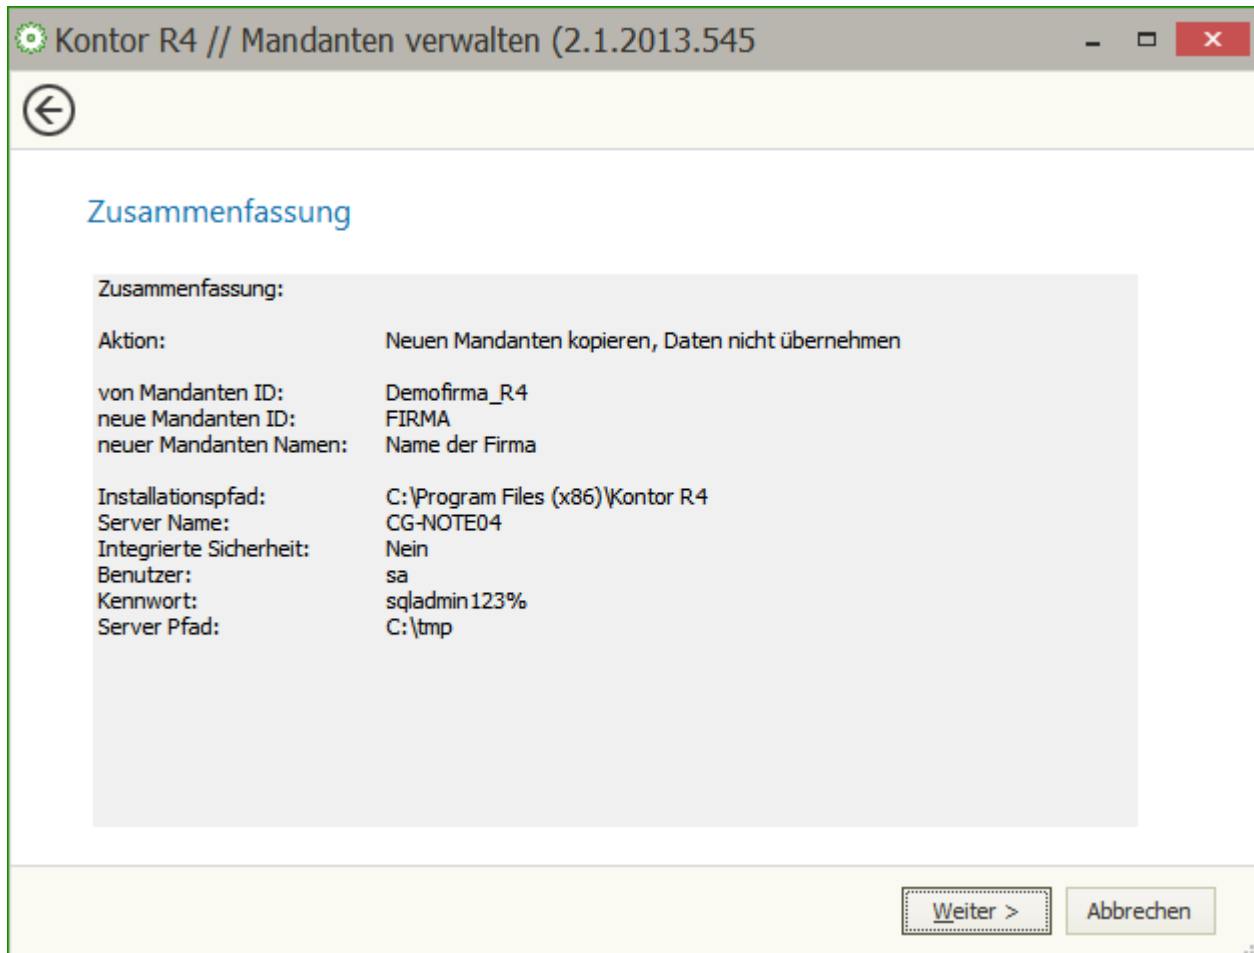 Kontor R4 // Mandanten verwalten (2.1.2013.545
Zusammenfassung
Zusammenfassung:
Aktion: Neuen Mandanten kopieren, Daten nicht übernehmen
von Mandanten ID: Demofirma_R4
neue Mandanten ID: FIRMA
neuer Mandanten Namen: Name der Firma
Installationspfad: C:\Program Files (x86)\Kontor R4
Server Name: CG-NOTE04
Integrierte Sicherheit: Nein
Benutzer: sa
Kennwort: sqladmin123%
Server Pfad: C:\tmp
Weiter > Abbrechen